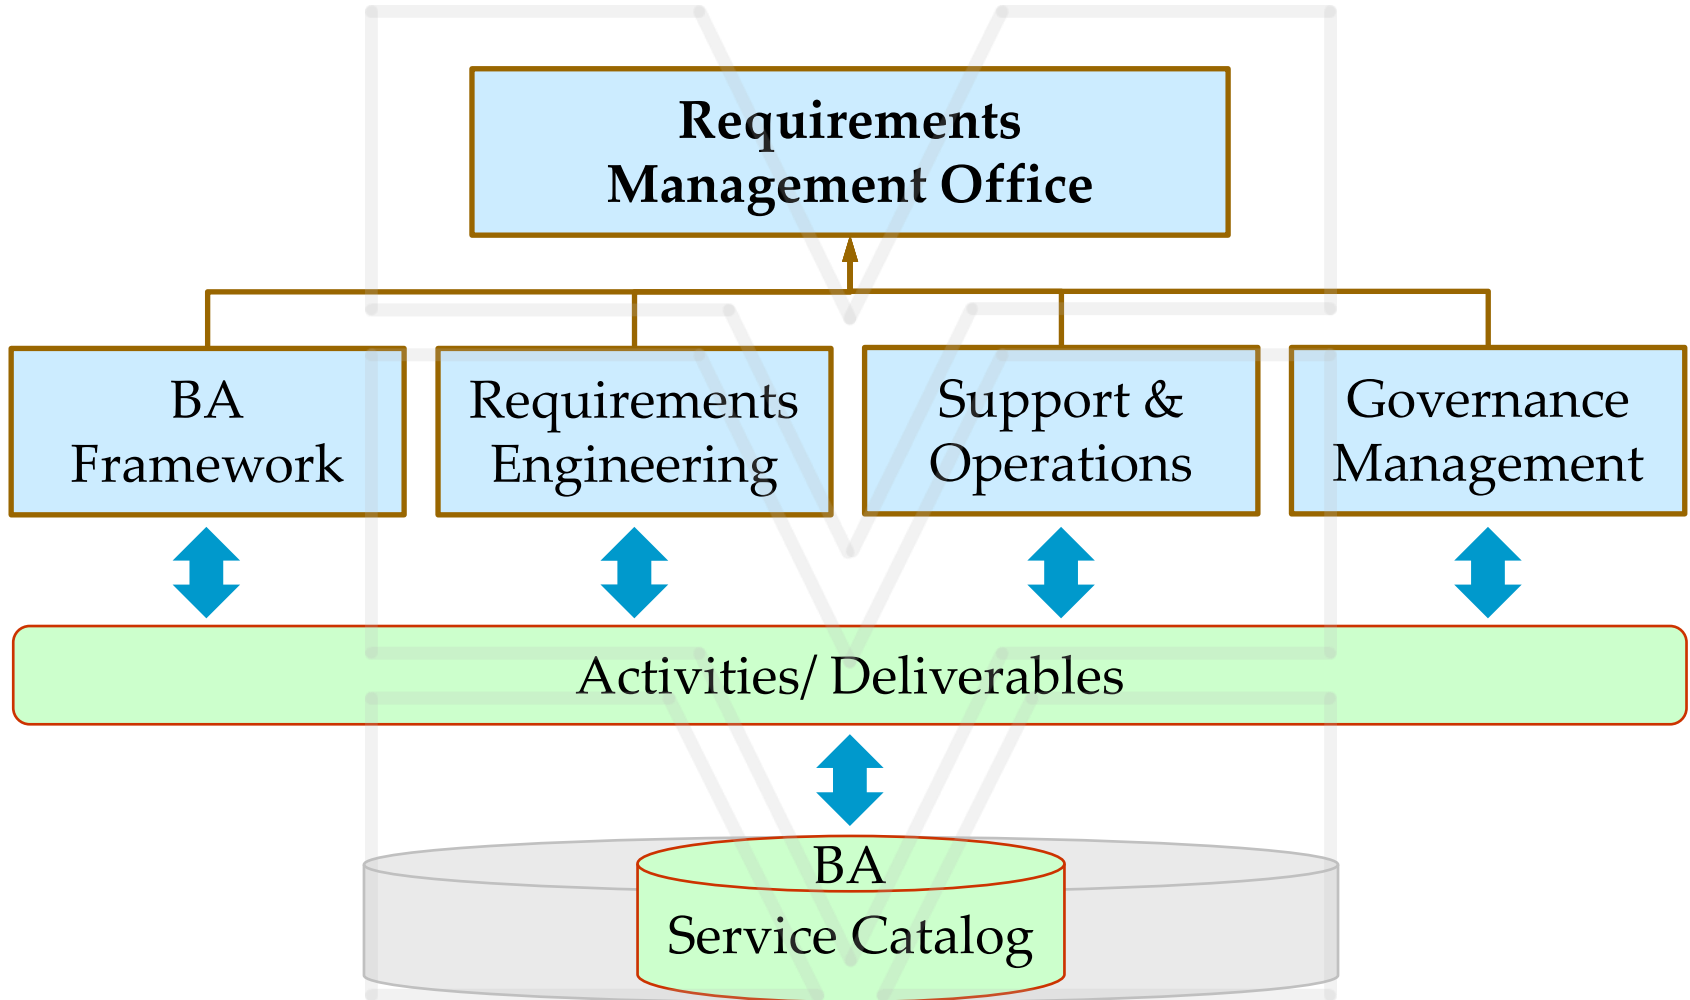 Requirements
Management Office
BA
Framework
Requirements
Engineering
Support &
Operations
Governance
Management
Activities/ Deliverables
BA
Service Catalog